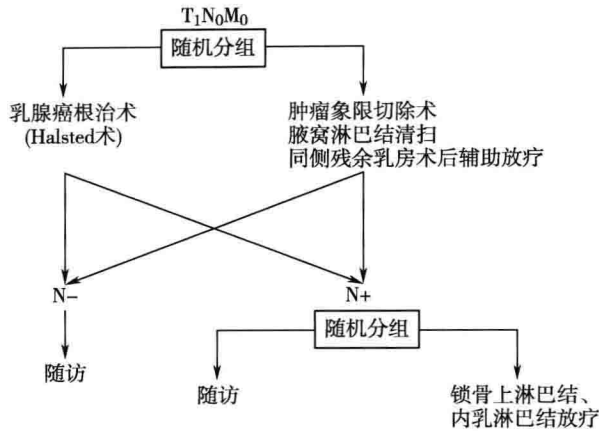 T₁N₀M₀
随机分组
乳腺癌根治术
(Halsted术)
肿瘤象限切除术
腋窝淋巴结清扫
同侧残余乳房术后辅助放疗
N−
N+
随机分组
随访
随访
锁骨上淋巴结、
内乳淋巴结放疗